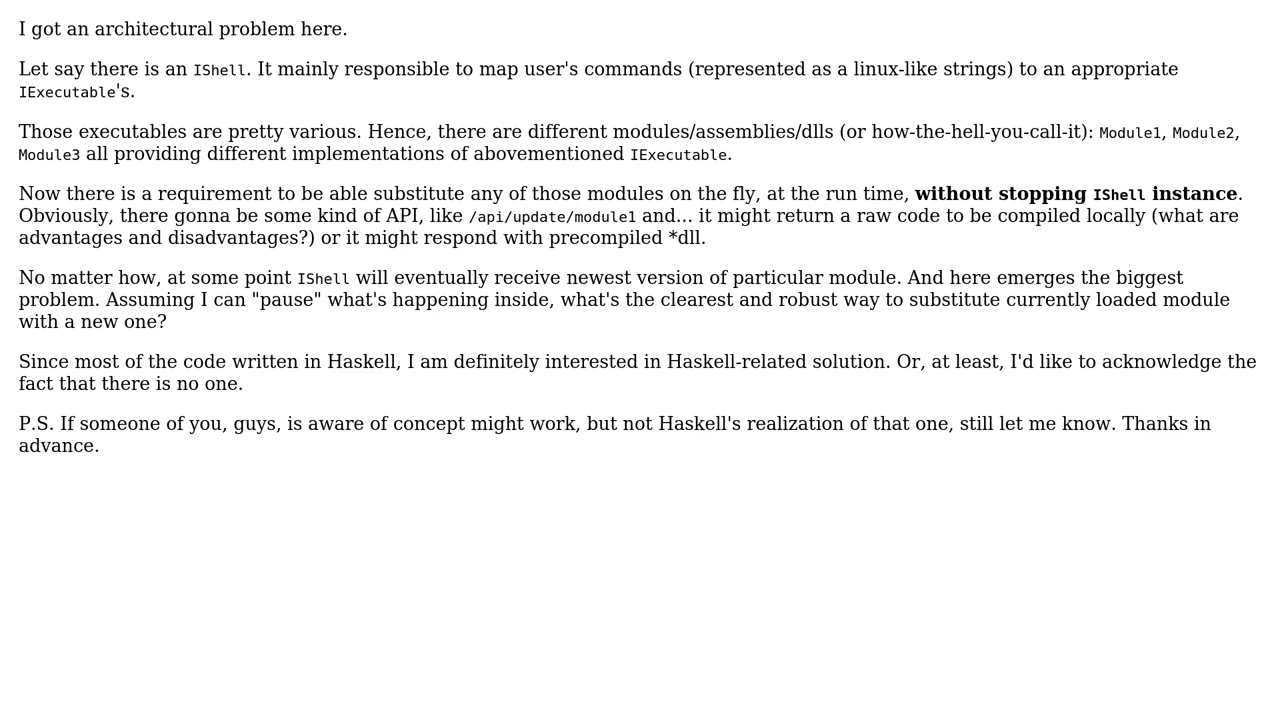 I got an architectural problem here.
Let say there is an IShell. It mainly responsible to map user's commands (represented as a linux-like strings) to an appropriate
IExecutable's.
Those executables are pretty various. Hence, there are different modules/assemblies/dlls (or how-the-hell-you-call-it): Module1, Module2,
Module3 all providing different implementations of abovementioned IExecutable.
Now there is a requirement to be able substitute any of those modules on the fly, at the run time, without stopping IShell instance.
Obviously, there gonna be some kind of API, like /api/update/module1 and... it might return a raw code to be compiled locally (what are
advantages and disadvantages?) or it might respond with precompiled *dll.
No matter how, at some point IShell will eventually receive newest version of particular module. And here emerges the biggest
problem. Assuming I can "pause" what's happening inside, what's the clearest and robust way to substitute currently loaded module
with a new one?
Since most of the code written in Haskell, I am definitely interested in Haskell-related solution. Or, at least, I'd like to acknowledge the
fact that there is no one.
P.S. If someone of you, guys, is aware of concept might work, but not Haskell's realization of that one, still let me know. Thanks in
advance.